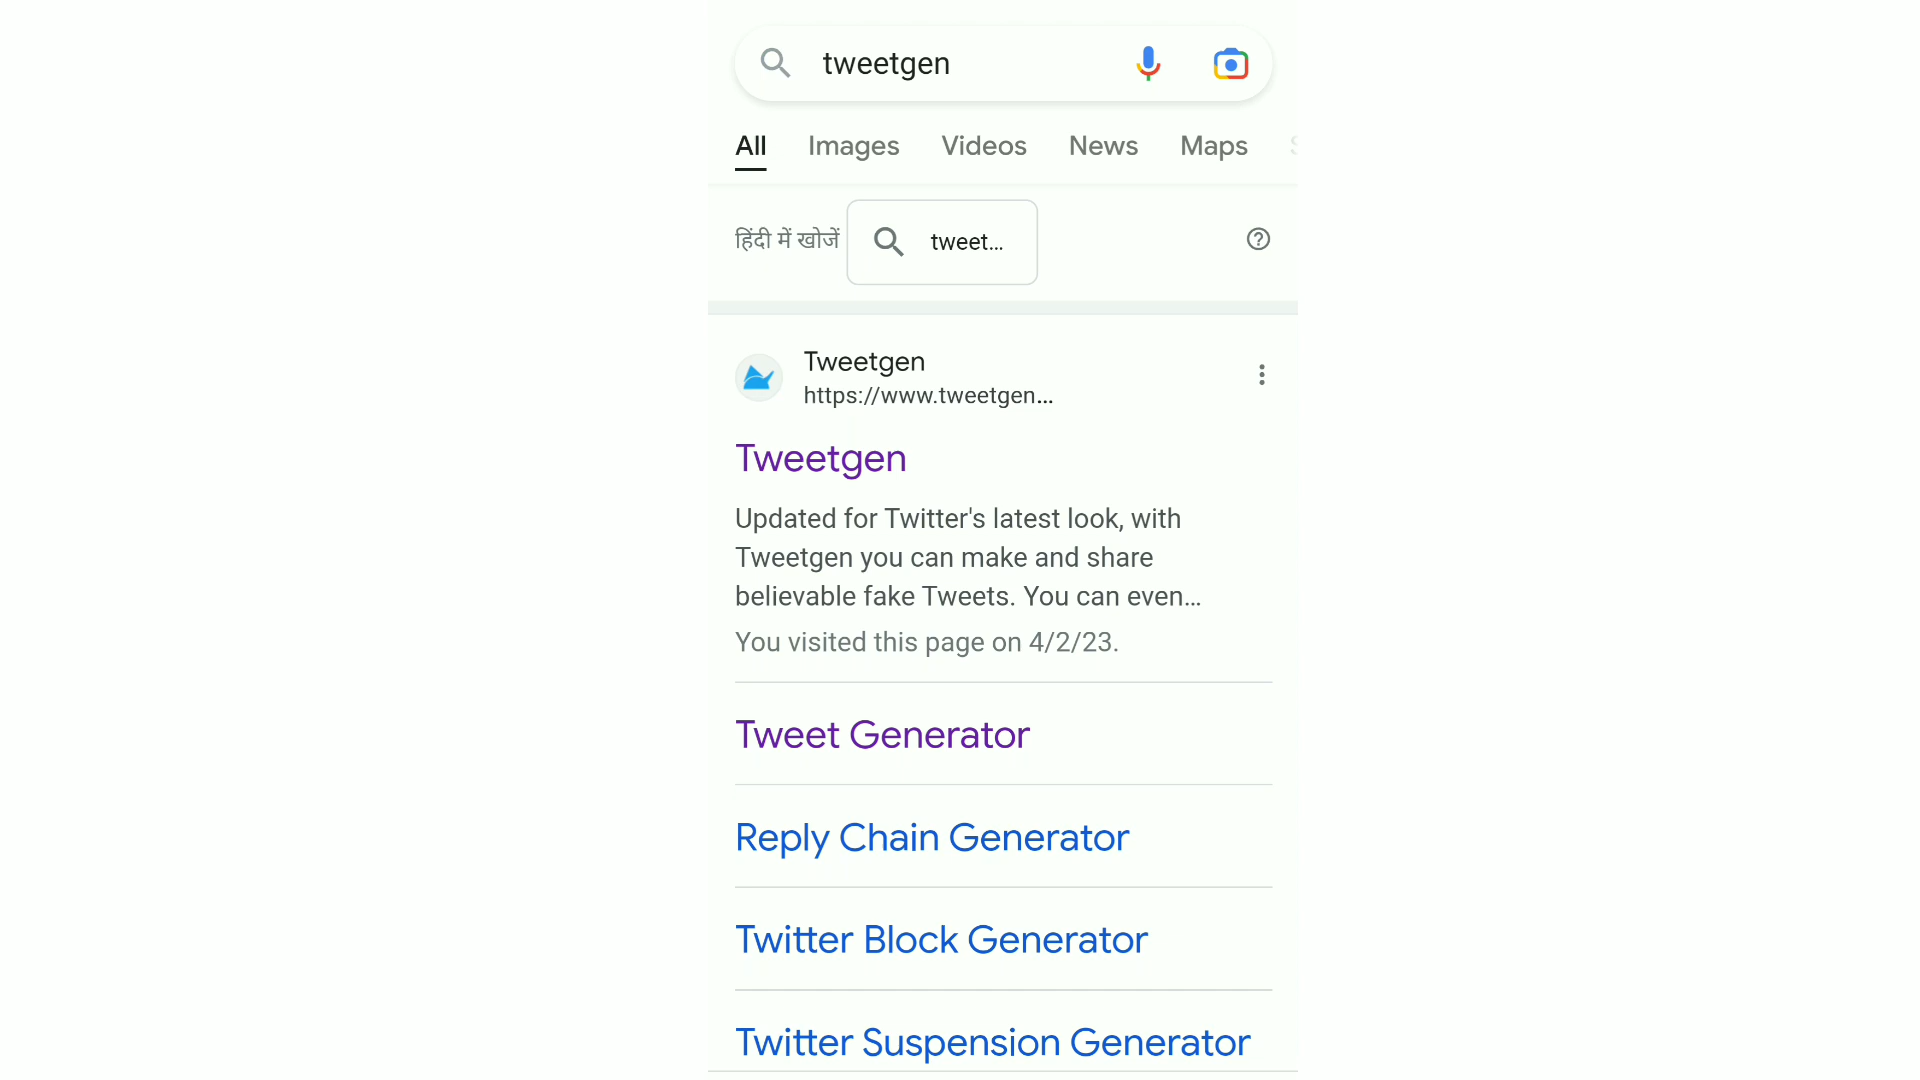 tweetgen
All Images Videos News Maps
हिंदी में खोजें tweet...
Tweetgen
https://www.tweetgen...
Tweetgen
Updated for Twitter's latest look, with
Tweetgen you can make and share
believable fake Tweets. You can even...
You visited this page on 4/2/23.
Tweet Generator
Reply Chain Generator
Twitter Block Generator
Twitter Suspension Generator